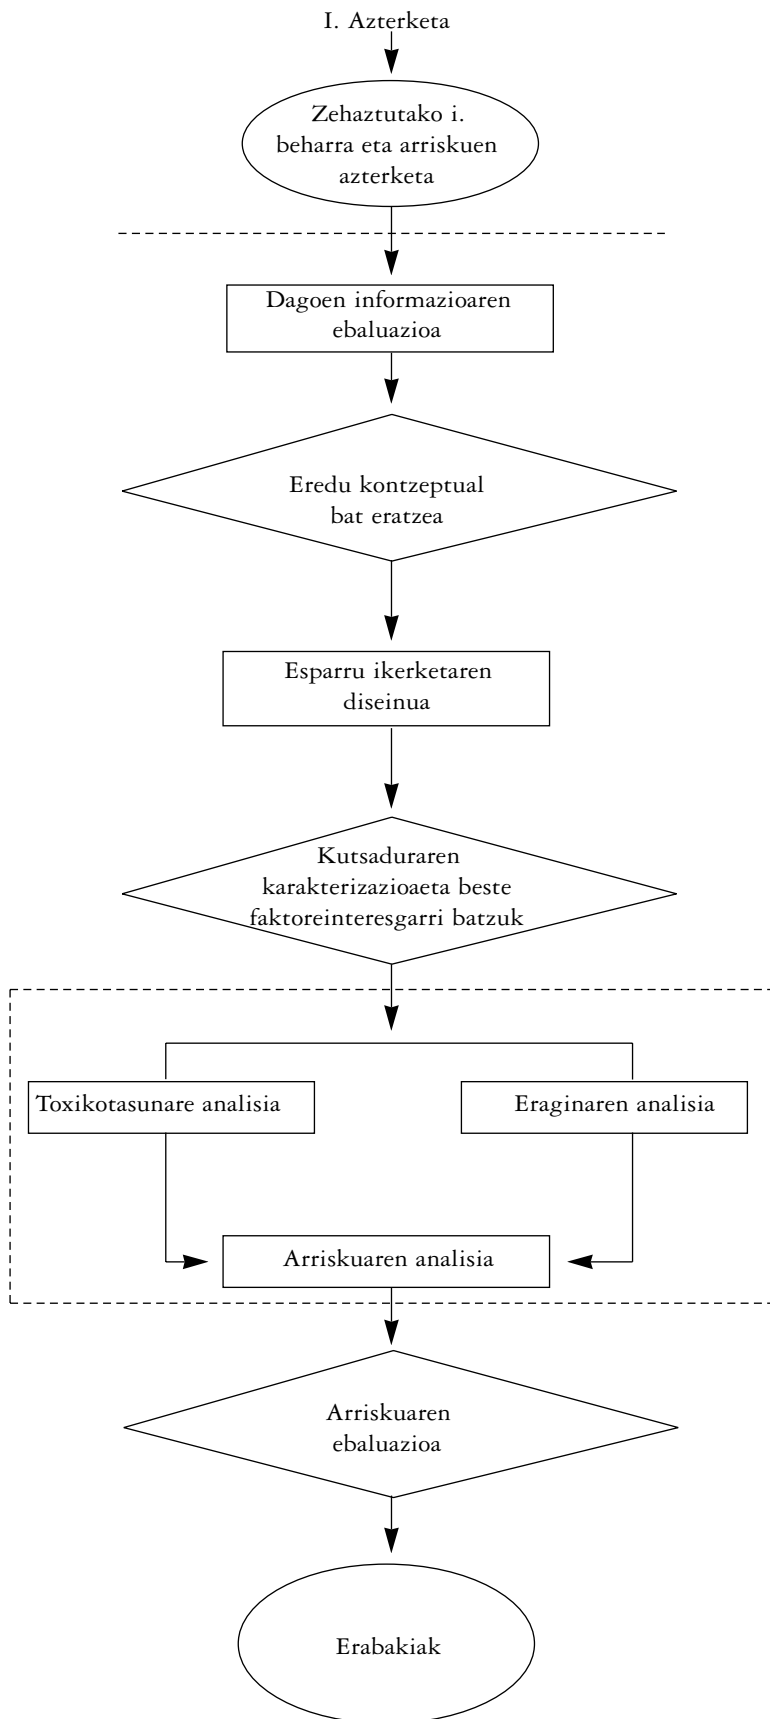 I. Azterketa
Zehaztutako i.
beharra eta arriskuen
azterketa
Dagoen informazioaren
ebaluazioa
Eredu kontzeptual
bat eratzea
Esparru ikerketaren
diseinua
Kutsaduraren
karakterizazioaeta beste
faktoreinteresgarri batzuk
Toxikotasunare analisia
Eraginaren analisia
Arriskuaren analisia
Arriskuaren
ebaluazioa
Erabakiak